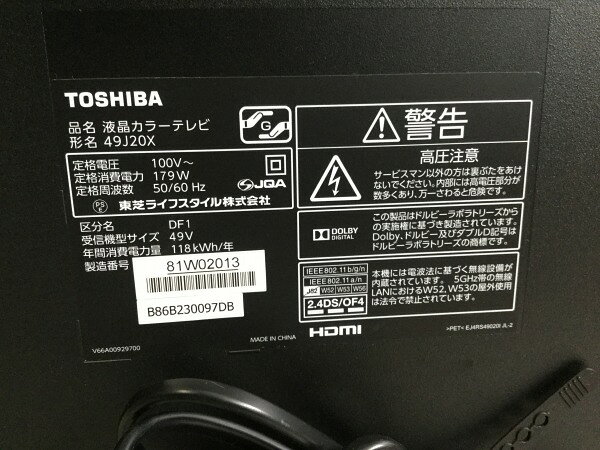 TOSHIBA
品名 液晶カラーテレビ
形名 49J20X
G
定格電圧 100V～
定格消費電力 179W
定格周波数 50/60 Hz
JQA
PS
E
東芝ライフスタイル株式会社
区分名 DF1
受信機型サイズ 49V
年間消費電力量 118kWh/年
製造番号
81W02013
B86B230097DB
V66A00929700
MADE IN CHINA
警告
高圧注意
サービスマン以外の方は裏ぶたをあけ
ないでください。内部には高電圧部分が
数多くあり、万一さわると危険です。
DOLBY
DIGITAL
この製品はドルビーラボラトリーズから
の実施権に基づき製造されています。
Dolby、ドルビー及びダブルD記号は
ドルビーラボラトリーズの商標です。
IEEE802.11b/g/n
IEEE802.11a/n
J52 W52 W53 W56
2.4DS/OF4
本機には電波法に基づく無線設備が
内蔵されています。 5GHz帯の無線
LANにおけるW52,W53の屋外使用
は法令で禁止されています。
HDMI
>PET< EJ4RS49020I JL-2